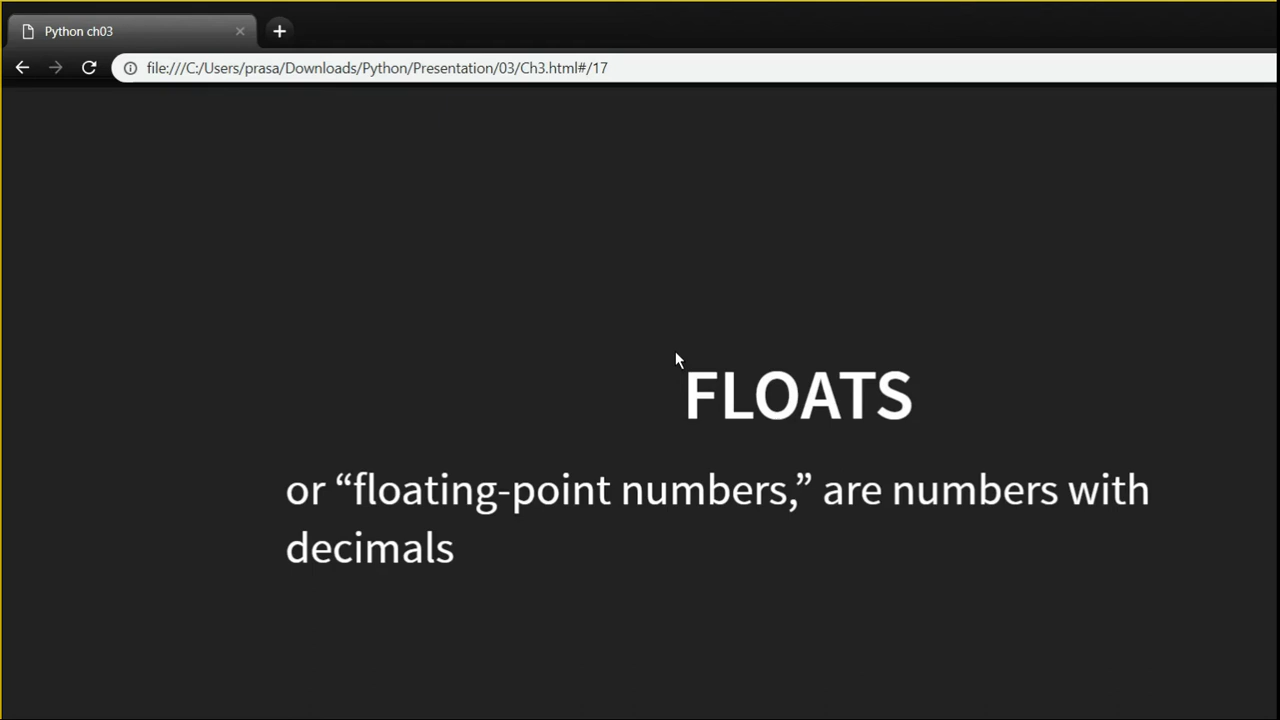 Python ch03
file:///C:/Users/prasa/Downloads/Python/Presentation/03/Ch3.html#/17
FLOATS
or “floating-point numbers,” are numbers with
decimals